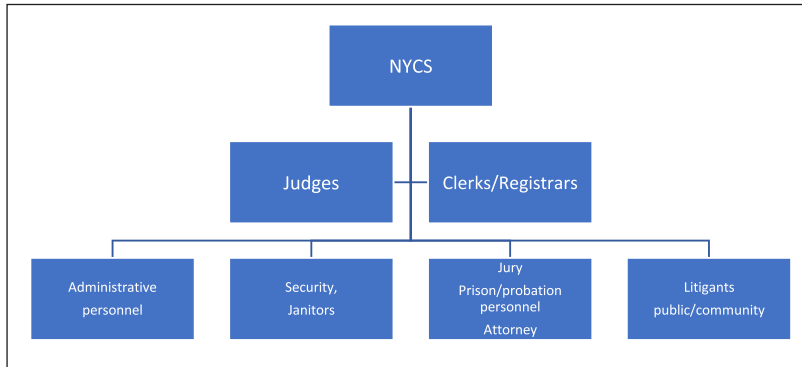 NYCS
Judges
Clerks/Registrars
Administrative
personnel
Security,
Janitors
Jury
Prison/probation
personnel
Attorney
Litigants
public/community